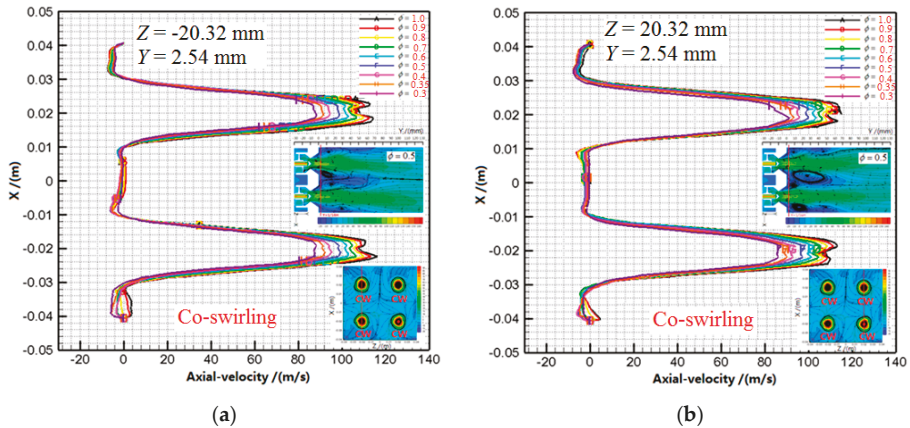 Z = -20.32 mm
Y = 2.54 mm
ϕ = 1.0
ϕ = 0.9
ϕ = 0.8
ϕ = 0.7
ϕ = 0.6
ϕ = 0.5
ϕ = 0.4
ϕ = 0.35
ϕ = 0.3
0.05
0.04
0.03
0.02
0.01
0
-0.01
-0.02
-0.03
-0.04
-0.05
X /(m)
Y /(mm)
ϕ = 0.5
CW CW
CW CW
X /(m)
Z /(m)
Co-swirling
-20 0 20 40 60 80 100 120 140
Axial-velocity /(m/s)
(a)
Z = 20.32 mm
Y = 2.54 mm
ϕ = 1.0
ϕ = 0.9
ϕ = 0.8
ϕ = 0.7
ϕ = 0.6
ϕ = 0.5
ϕ = 0.4
ϕ = 0.35
ϕ = 0.3
0.05
0.04
0.03
0.02
0.01
0
-0.01
-0.02
-0.03
-0.04
-0.05
X /(m)
Y /(mm)
ϕ = 0.5
CW CW
CW CW
X /(m)
Z /(m)
Co-swirling
-20 0 20 40 60 80 100 120 140
Axial-velocity /(m/s)
(b)